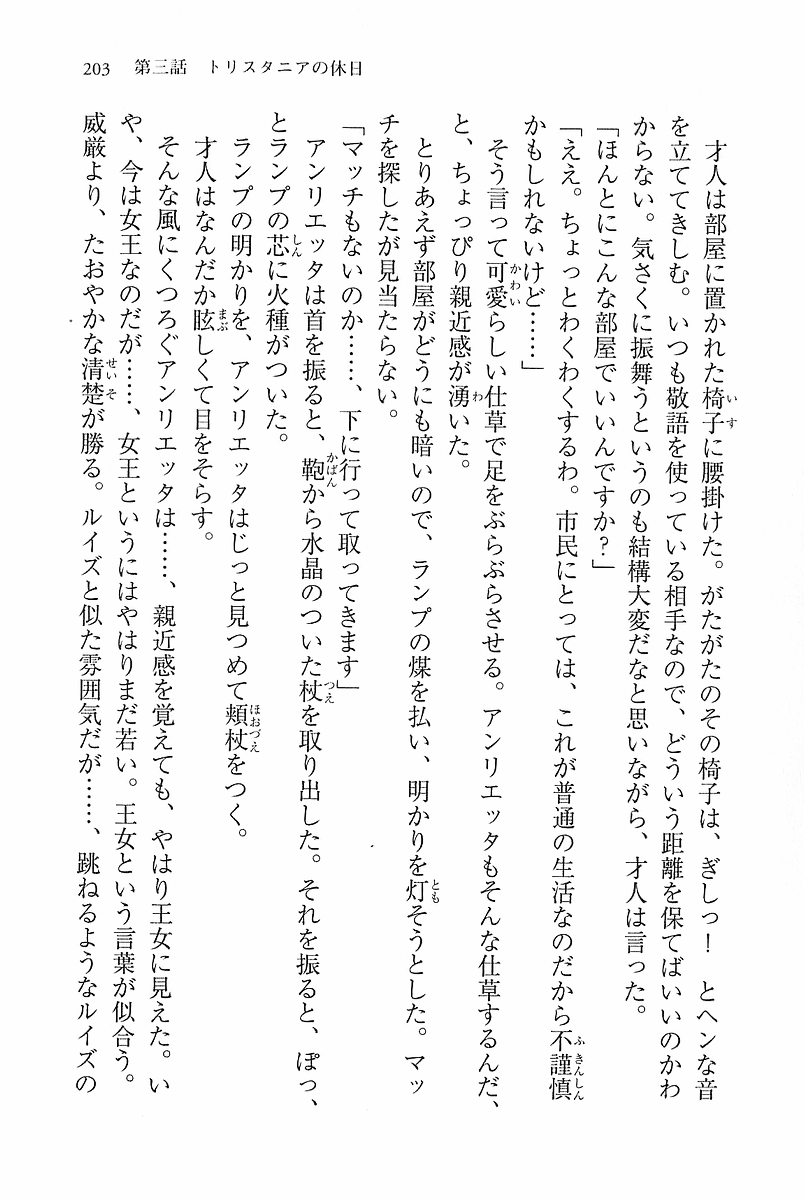 203　第三話　トリスタニアの休日
　才人は部屋に置かれた椅子に腰掛けた。がたがたのその椅子は、ぎしっ！　とヘンな音
を立ててきしむ。いつも敬語を使っている相手なので、どういう距離を保てばいいのかわ
からない。気さくに振舞うというのも結構大変だなと思いながら、才人は言った。
「ほんとにこんな部屋でいいんですか？」
「ええ。ちょっとわくわくするわ。市民にとっては、これが普通の生活なのだから不謹慎
かもしれないけど……」
　そう言って可愛らしい仕草で足をぶらぶらさせる。アンリエッタもそんな仕草するんだ、
と、ちょっぴり親近感が湧いた。
　とりあえず部屋がどうにも暗いので、ランプの煤を払い、明かりを灯そうとした。マッ
チを探したが見当たらない。
「マッチもないのか……、下に行って取ってきます」
　アンリエッタは首を振ると、鞄から水晶のついた杖を取り出した。それを振ると、ぽっ、
とランプの芯に火種がついた。
　ランプの明かりを、アンリエッタはじっと見つめて頬杖をつく。
　才人はなんだか眩しくて目をそらす。
　そんな風にくつろぐアンリエッタは……、親近感を覚えても、やはり王女に見えた。い
や、今は女王なのだが……、女王というにはやはりまだ若い。王女という言葉が似合う。
威厳より、たおやかな清楚が勝る。ルイズと似た雰囲気だが……、跳ねるようなルイズの